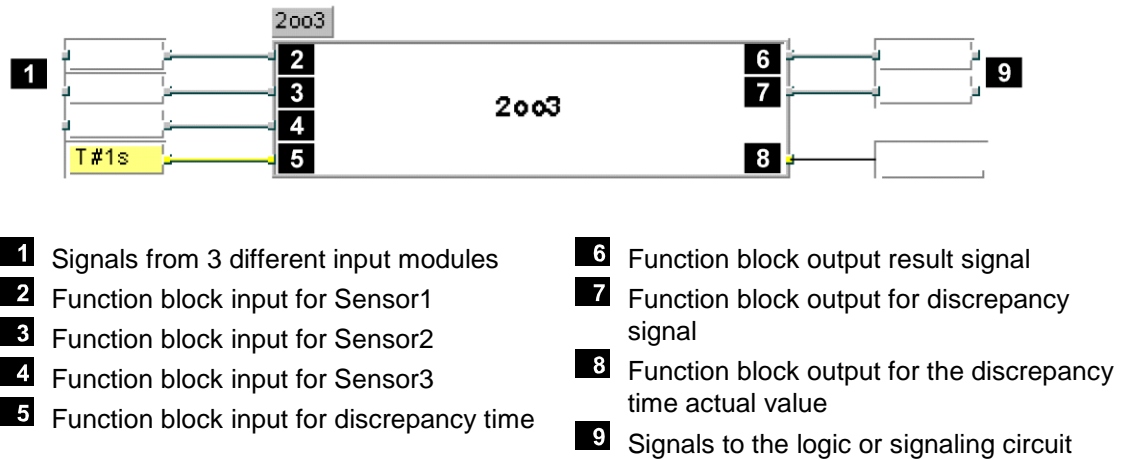 2oo3
1
2
3
4
T#1s
5
2oo3
6
7
8
9
1 Signals from 3 different input modules
2 Function block input for Sensor1
3 Function block input for Sensor2
4 Function block input for Sensor3
5 Function block input for discrepancy time
6 Function block output result signal
7 Function block output for discrepancy
signal
8 Function block output for the discrepancy
time actual value
9 Signals to the logic or signaling circuit